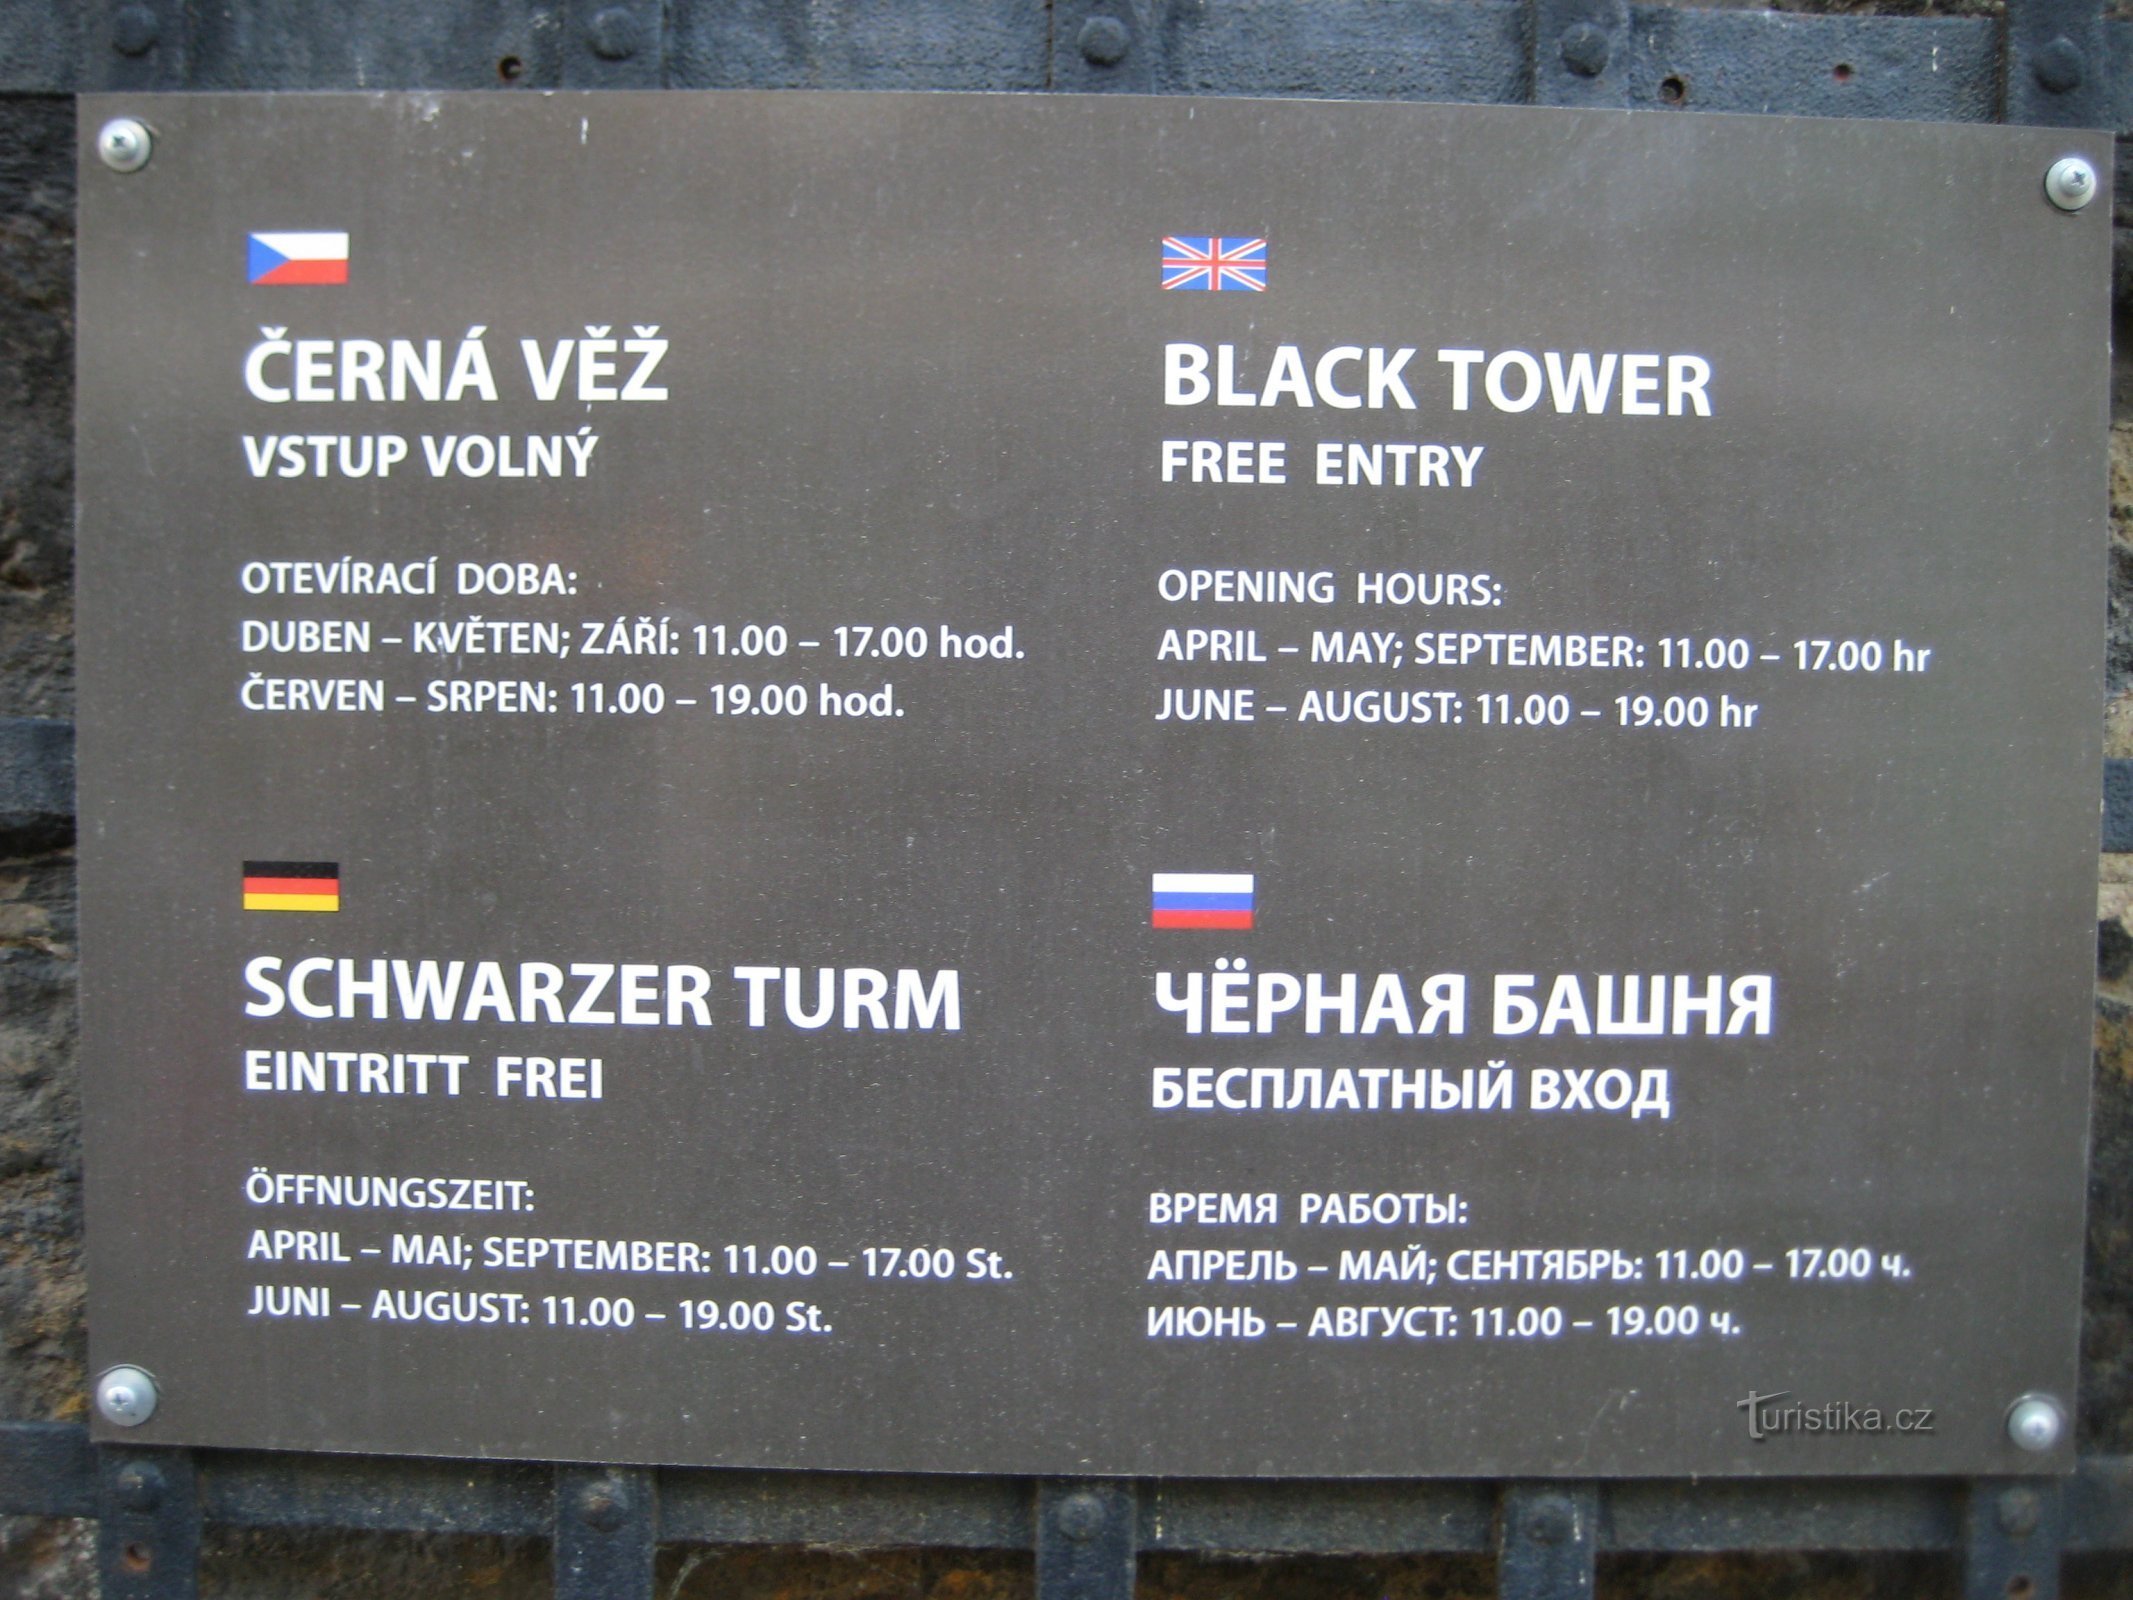 ČERNÁ VĚŽ
VSTUP VOLNÝ
OTEVÍRACÍ DOBA:
DUBEN – KVĚTEN; ZÁŘÍ: 11.00 – 17.00 hod.
ČERVEN – SRPEN: 11.00 – 19.00 hod.
BLACK TOWER
FREE ENTRY
OPENING HOURS:
APRIL – MAY; SEPTEMBER: 11.00 – 17.00 hr
JUNE – AUGUST: 11.00 – 19.00 hr
SCHWARZER TURM
EINTRITT FREI
ÖFFNUNGSZEIT:
APRIL – MAI; SEPTEMBER: 11.00 – 17.00 St.
JUNI – AUGUST: 11.00 – 19.00 St.
ЧЁРНАЯ БАШНЯ
БЕСПЛАТНЫЙ ВХОД
ВРЕМЯ РАБОТЫ:
АПРЕЛЬ – МАЙ; СЕНТЯБРЬ: 11.00 – 17.00 ч.
ИЮНЬ – АВГУСТ: 11.00 – 19.00 ч.
Turistika.cz